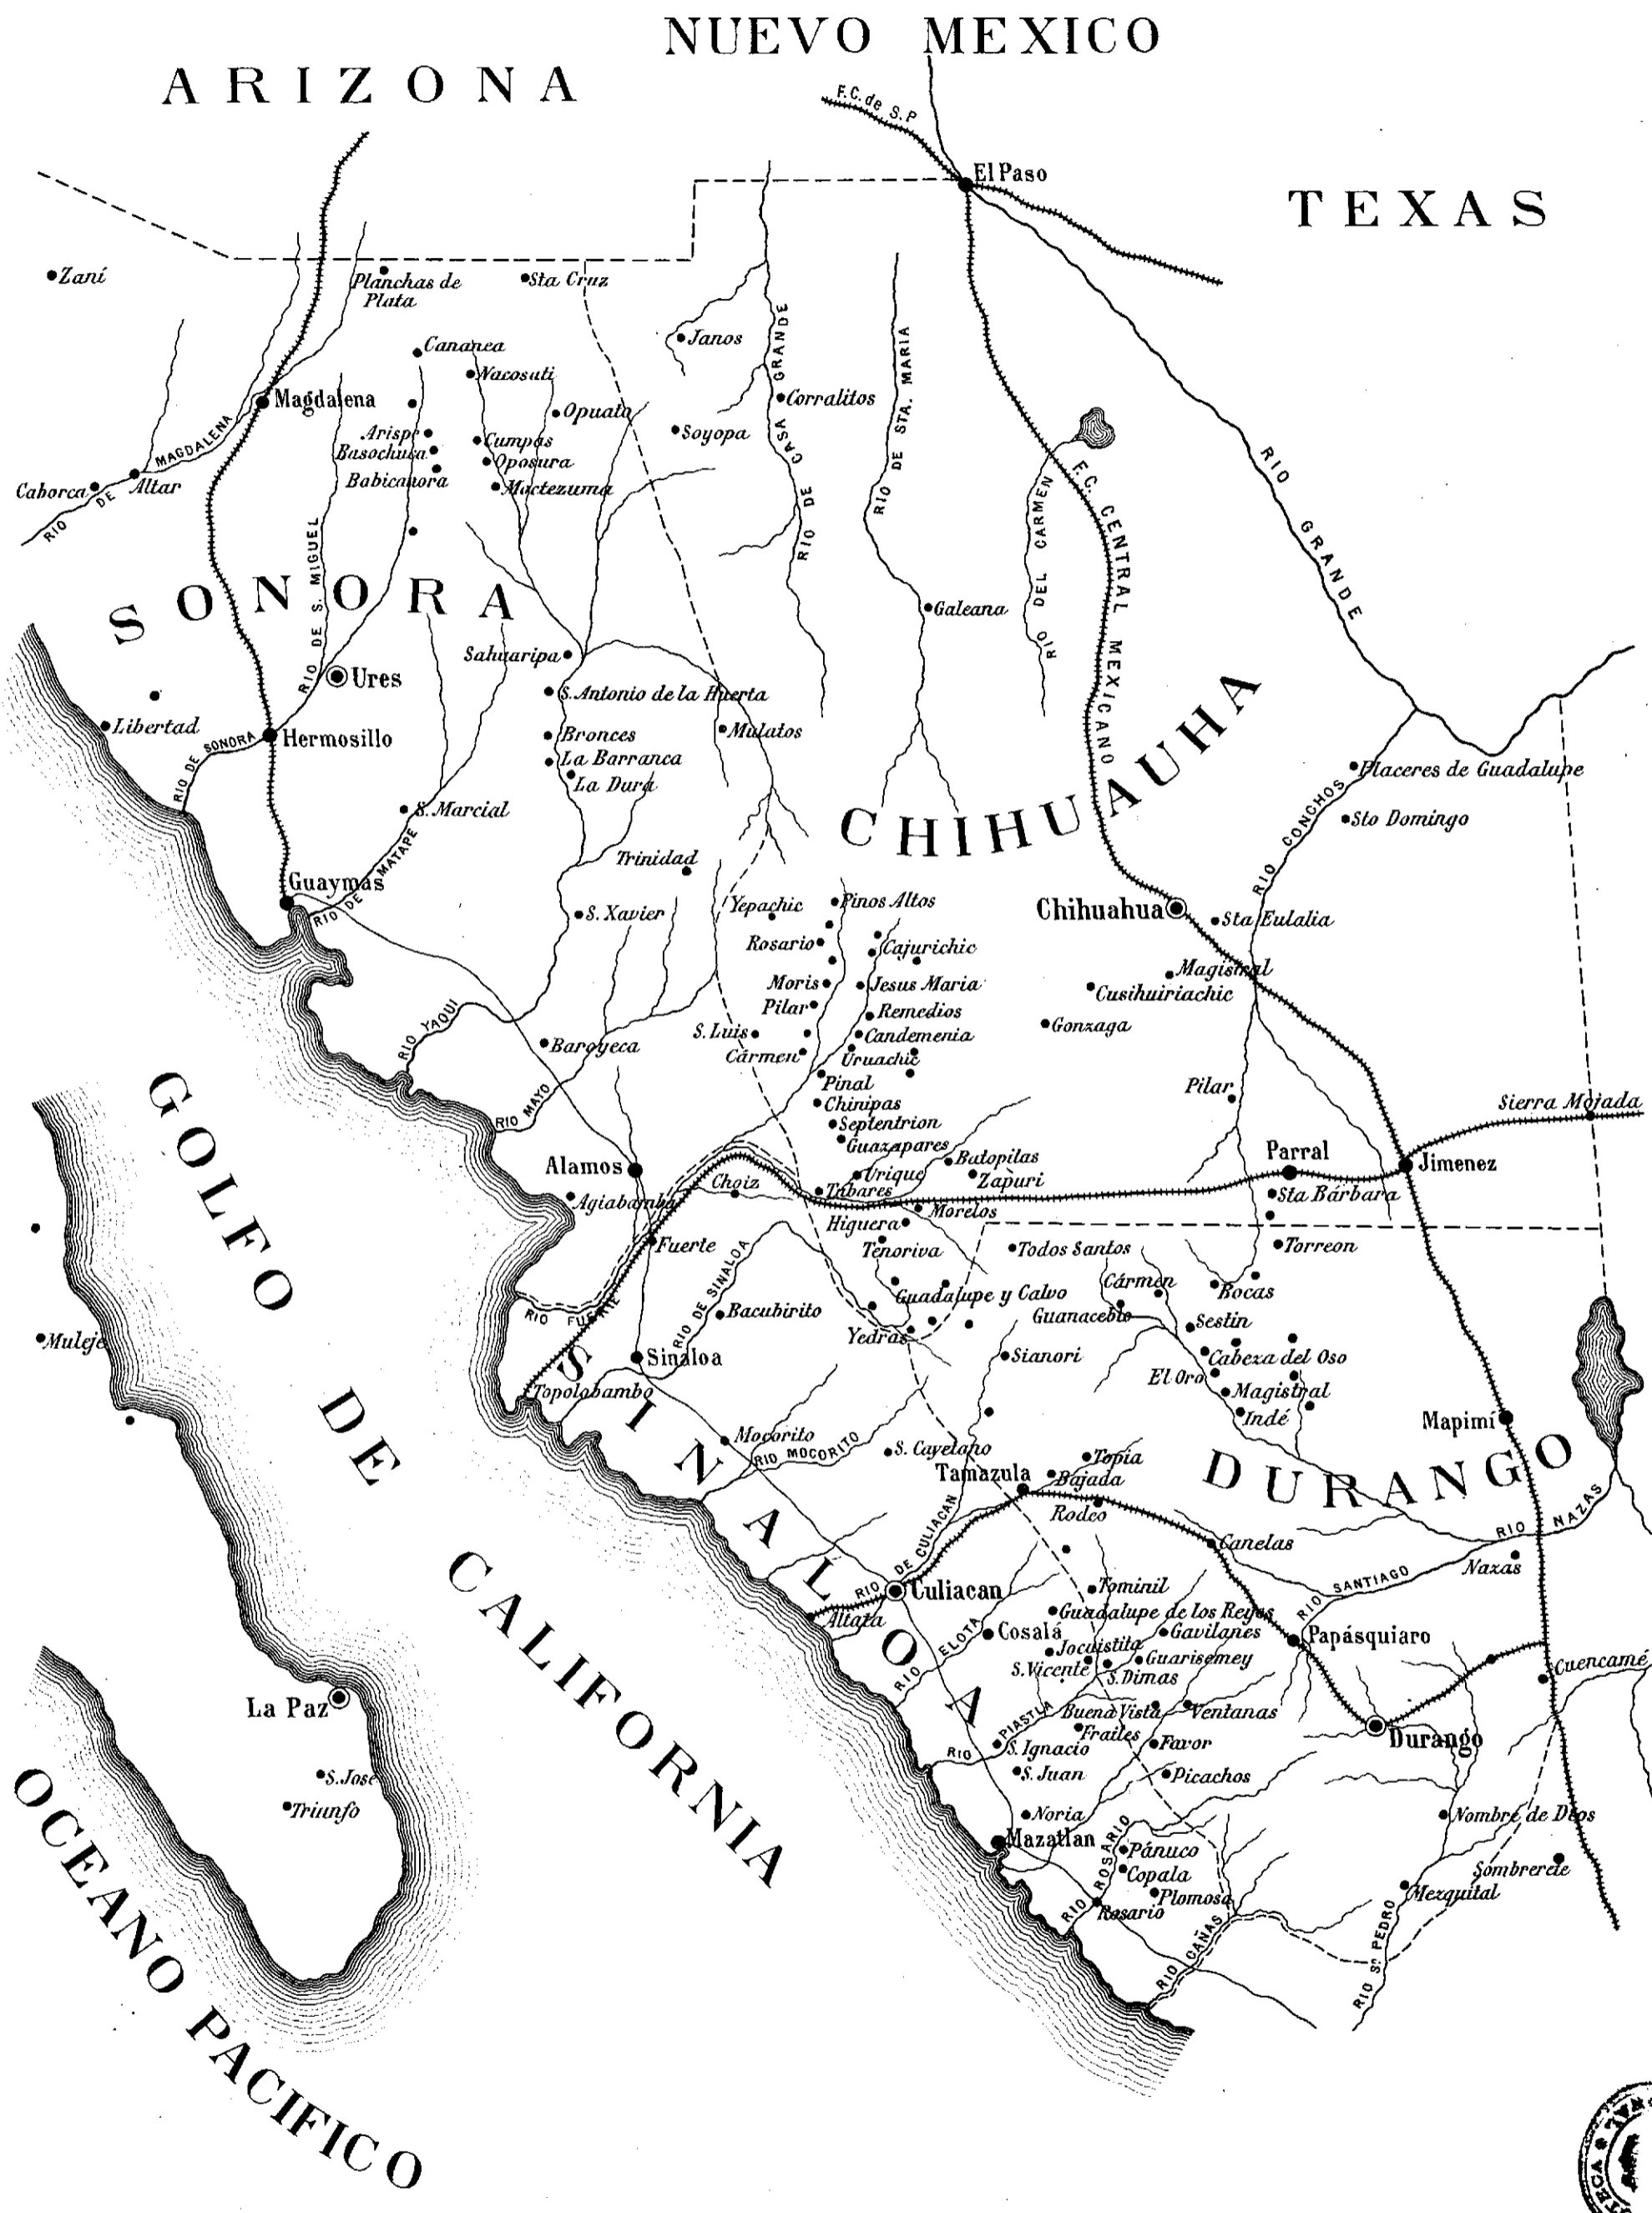 NUEVO MEXICO
ARIZONA
F.C. de S.P
El Paso
TEXAS
Zaní
Planchas de
Plata
Sta Cruz
Janos
Cananea
Nacosuti
Magdalena
Opuato
Corralitos
Soyopa
Arispe
Basochuca
Babicanora
Cumpas
Oposura
Moctezuma
Caborca
Altar
RIO DE MAGDALENA
RIO DE CASA GRANDE
RIO DE STA. MARIA
RIO DEL CARMEN
F.C. CENTRAL MEXICANO
RIO GRANDE
SONORA
RIO DE S. MIGUEL
Galeana
Sahuaripa
Ures
S. Antonio de la Huerta
Libertad
Hermosillo
RIO DE SONORA
Bronces
Mulatos
La Barranca
La Dura
S. Marcial
RIO DE MATAPE
CHIHUAHUA
Placeres de Guadalupe
Sto Domingo
RIO CONCHOS
Trinidad
Guaymas
S. Xavier
Yepachic
Pinos Altos
Chihuahua
Sta Eulalia
Rosario
Cajurichic
Moris
Jesus Maria
Magistral
Cusihuiriachic
Pilar
Remedios
Gonzaga
S. Luis
Candemenia
Cármen
Uruachic
Baroyeca
RIO YAQUI
Pinal
RIO MAYO
Chinipas
Pilar
Sierra Mojada
Septentrion
Guazapares
Alamos
Batopilas
Parral
Jimenez
Urique
Zapuri
Choiz
Tabares
Agiabamba
Sta Bárbara
Morelos
Higuera
Fuerte
Tenoriva
Todos Santos
Torreon
GOLFO DE CALIFORNIA
RIO FUERTE
RIO DE SINALOA
Bacubirito
Guadalupe y Calvo
Cármen
Rocas
Guanaceblo
Sestin
Yedras
Muleje
Sinaloa
Sianori
Cabeza del Oso
El Oro
Topolobampo
Magistral
Indé
Mapimí
SINALOA
Mocorito
RIO MOCORITO
S. Cayetano
Topia
Tamazula
Bajada
DURANGO
Rodeo
RIO NAZAS
Canelas
Nazas
RIO DE CULIACAN
Culiacan
Altata
Tominil
RIO SANTIAGO
Guadalupe de los Reyes
RIO ELOTA
Cosalá
Gavilanes
Papásquiaro
Jocuistita
Guarisemey
S. Vicente
S. Dimas
Cuencamé
La Paz
Buena Vista
Ventanas
RIO PIASTLA
Frailes
Favor
Durango
S. Ignacio
S. Juan
Picachos
S. José
Triunfo
Noria
Nombre de Dios
Mazatlan
RIO ROSARIO
Pánuco
Copala
Sombrerete
Plomosa
Mezquital
Rosario
RIO CAÑAS
RIO Sn PEDRO
OCEANO PACIFICO
TECA